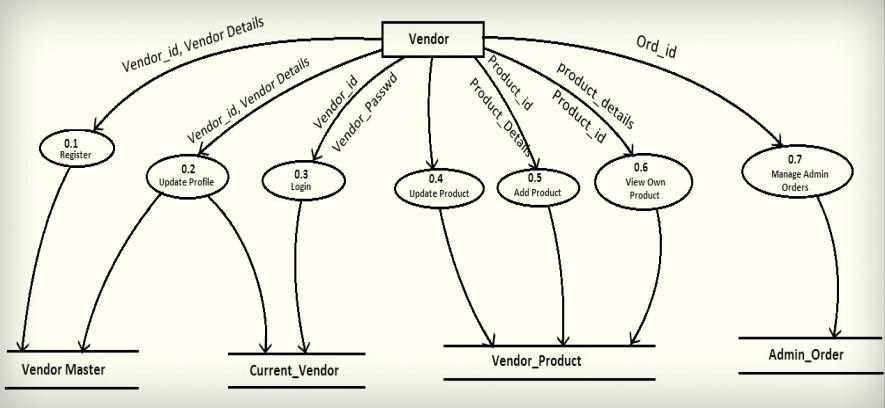 Vendor
Vendor_id, Vendor Details
Vendor_id, Vendor Details
Vendor_id
Vendor_Passwd
Product_id
Product_Details
product_details
Product_id
Ord_id
0.1
Register
0.2
Update Profile
0.3
Login
0.4
Update Product
0.5
Add Product
0.6
View Own
Product
0.7
Manage Admin
Orders
Vendor Master
Current_Vendor
Vendor_Product
Admin_Order